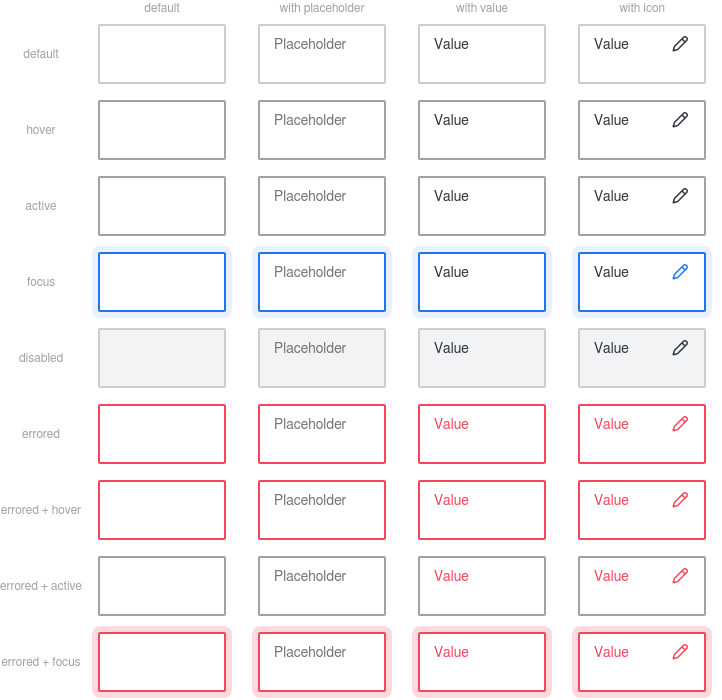 default with placeholder with value with icon
default Placeholder Value Value
hover Placeholder Value Value
active Placeholder Value Value
focus Placeholder Value Value
disabled Placeholder Value Value
errored Placeholder Value Value
errored + hover Placeholder Value Value
errored + active Placeholder Value Value
errored + focus Placeholder Value Value